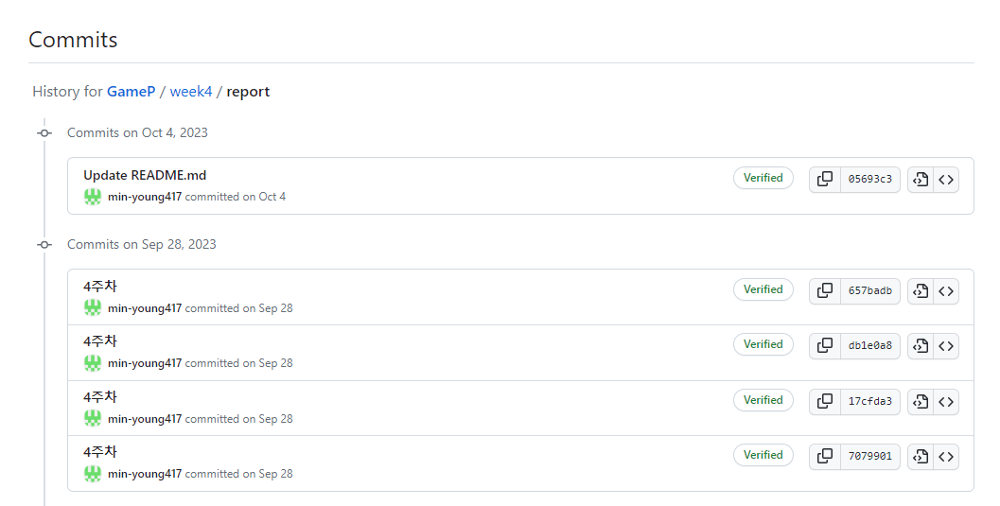 Commits
History for GameP / week4 / report
Commits on Oct 4, 2023
Update README.md
Verified
05693c3
min-young417 committed on Oct 4
Commits on Sep 28, 2023
4주차
Verified
657badb
min-young417 committed on Sep 28
4주차
Verified
db1e0a8
min-young417 committed on Sep 28
4주차
Verified
17cfda3
min-young417 committed on Sep 28
4주차
Verified
7079901
min-young417 committed on Sep 28